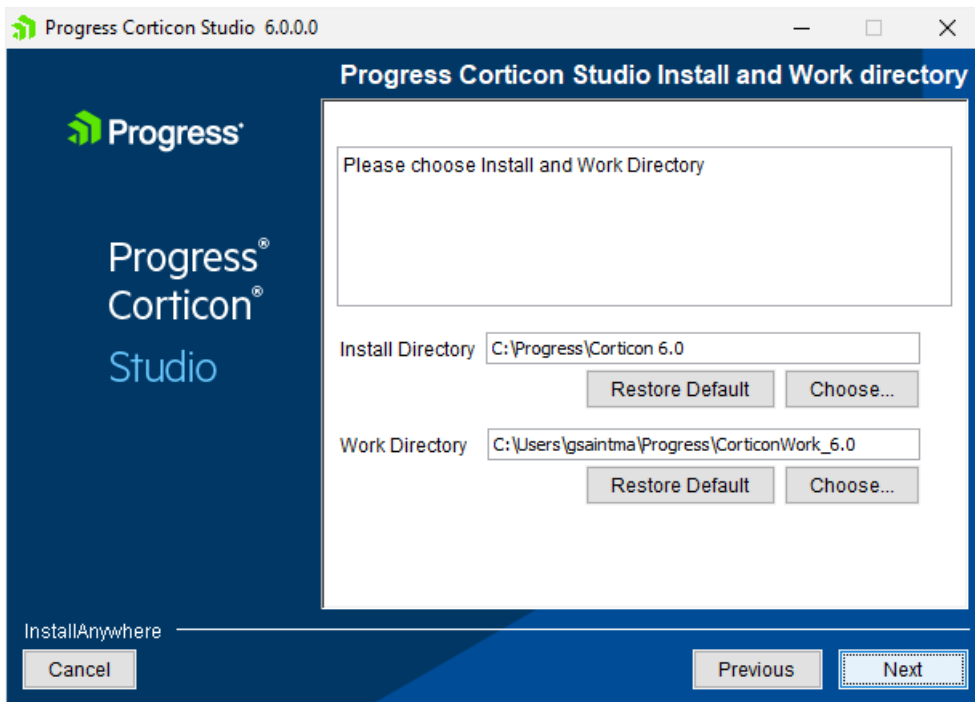 Progress Corticon Studio 6.0.0.0
Progress Corticon Studio Install and Work directory
Progress®
Progress®
Corticon®
Studio
Please choose Install and Work Directory
Install Directory C:\Progress\Corticon 6.0
Restore Default Choose...
Work Directory C:\Users\gsaintma\Progress\CorticonWork_6.0
Restore Default Choose...
InstallAnywhere
Cancel Previous Next